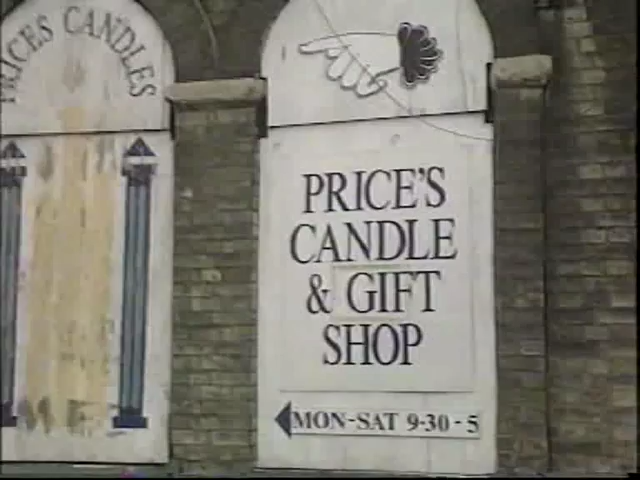 PRICES CANDLES
PRICE'S
CANDLE
& GIFT
SHOP
MON-SAT 9-30-5